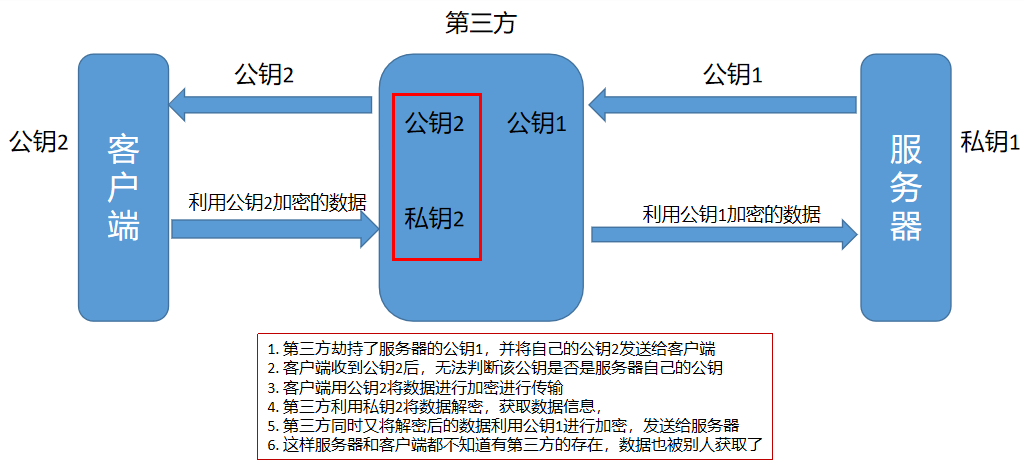 第三方
公钥2
公钥1
公钥2
公钥1
公钥2
客户端
服务器
私钥1
利用公钥2加密的数据
私钥2
利用公钥1加密的数据
1. 第三方劫持了服务器的公钥1，并将自己的公钥2发送给客户端
2. 客户端收到公钥2后，无法判断该公钥是否是服务器自己的公钥
3. 客户端用公钥2将数据进行加密进行传输
4. 第三方利用私钥2将数据解密，获取数据信息，
5. 第三方同时又将解密后的数据利用公钥1进行加密，发送给服务器
6. 这样服务器和客户端都不知道有第三方的存在，数据也被别人获取了